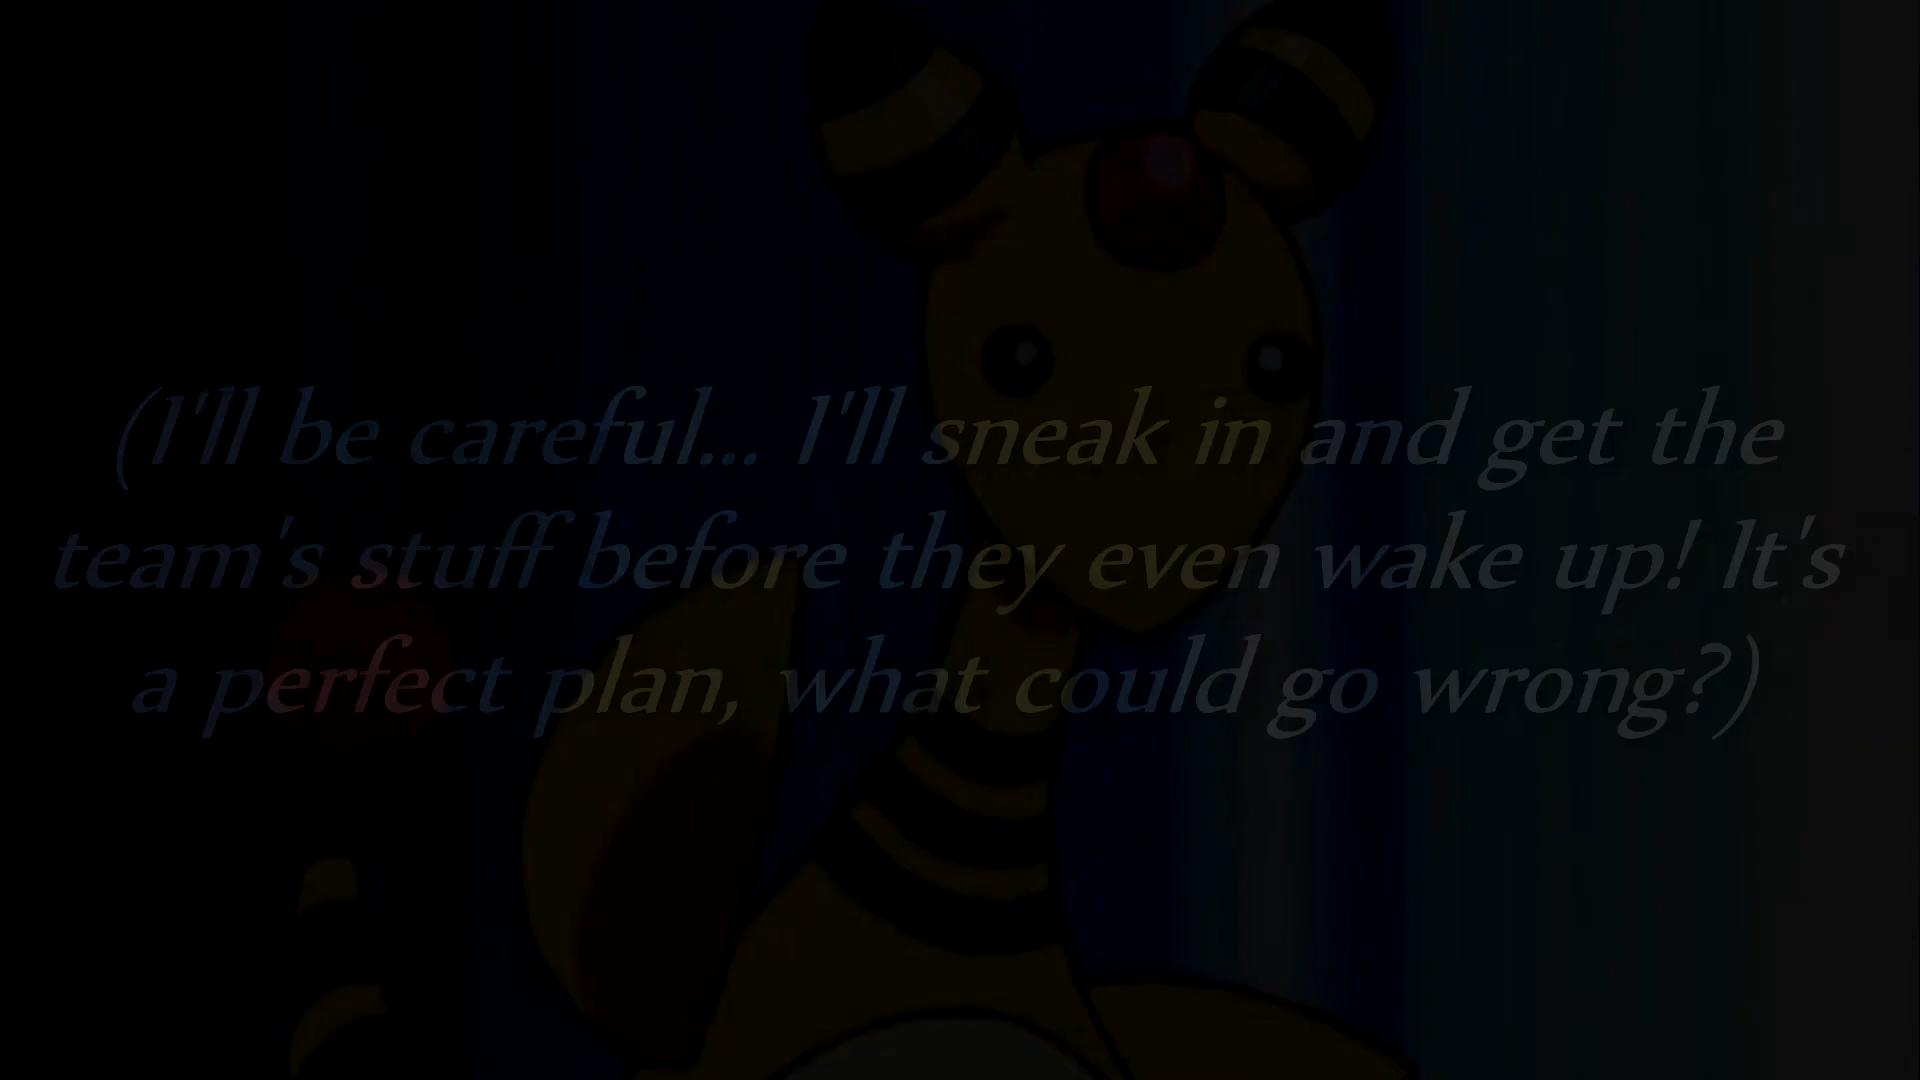 (I'll be careful... I'll sneak in and get the
team's stuff before they even wake up! It's
a perfect plan, what could go wrong?)